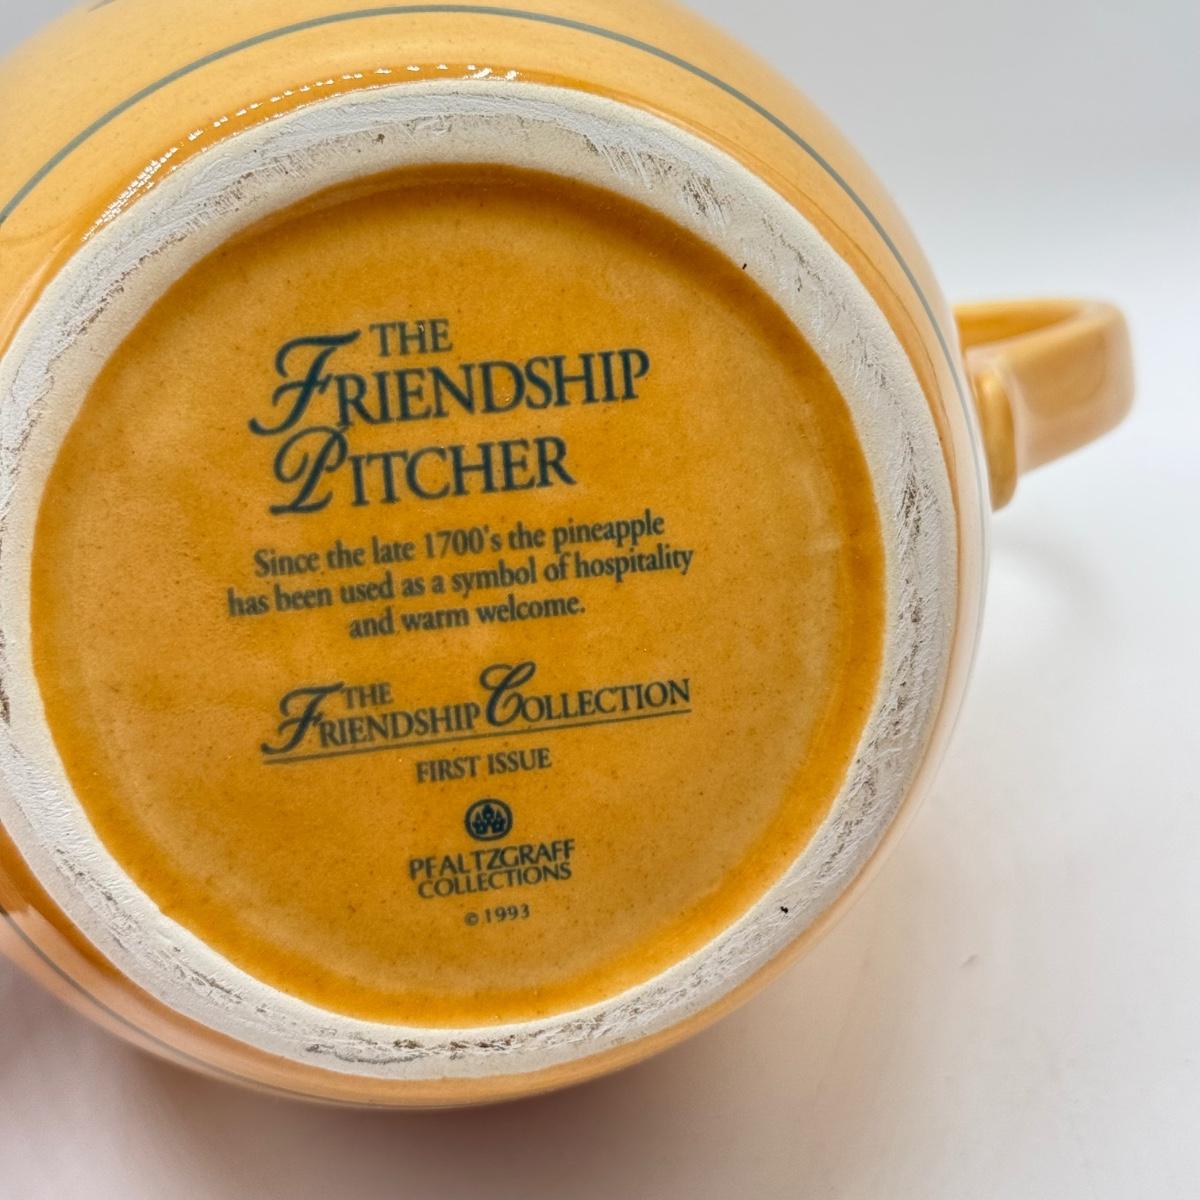 THE
FRIENDSHIP
PITCHER
Since the late 1700's the pineapple
has been used as a symbol of hospitality
and warm welcome.
THE
FRIENDSHIP COLLECTION
FIRST ISSUE
PFALTZGRAFF
COLLECTIONS
© 1993